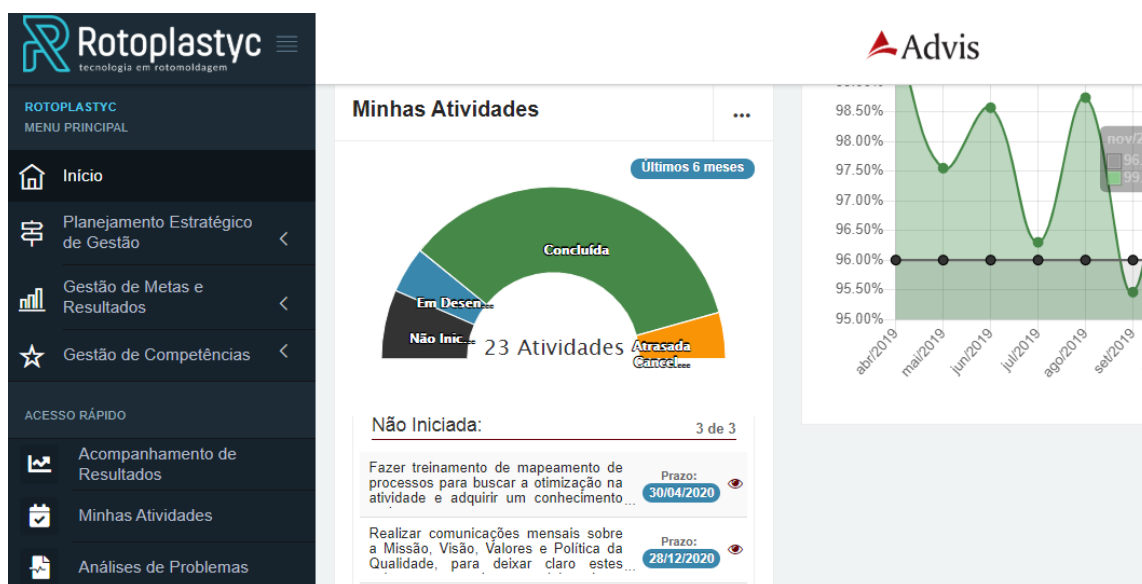 Rotoplastyc
tecnologia em rotomoldagem
Advis
ROTOPLASTYC
MENU PRINCIPAL
Início
Planejamento Estratégico
de Gestão
Gestão de Metas e
Resultados
Gestão de Competências
ACESSO RÁPIDO
Acompanhamento de
Resultados
Minhas Atividades
Análises de Problemas
Minhas Atividades
...
Últimos 6 meses
Concluída
Em Desen...
Não Inic...
23 Atividades
Atrasada
Cancel...
Não Iniciada:
3 de 3
Fazer treinamento de mapeamento de
processos para buscar a otimização na
atividade e adquirir um conhecimento...
Prazo:
30/04/2020
Realizar comunicações mensais sobre
a Missão, Visão, Valores e Política da
Qualidade, para deixar claro estes...
Prazo:
28/12/2020
98.50%
98.00%
97.50%
97.00%
96.50%
96.00%
95.50%
95.00%
nov/2
96.
99.
abr/2019
mai/2019
jun/2019
jul/2019
ago/2019
set/2019